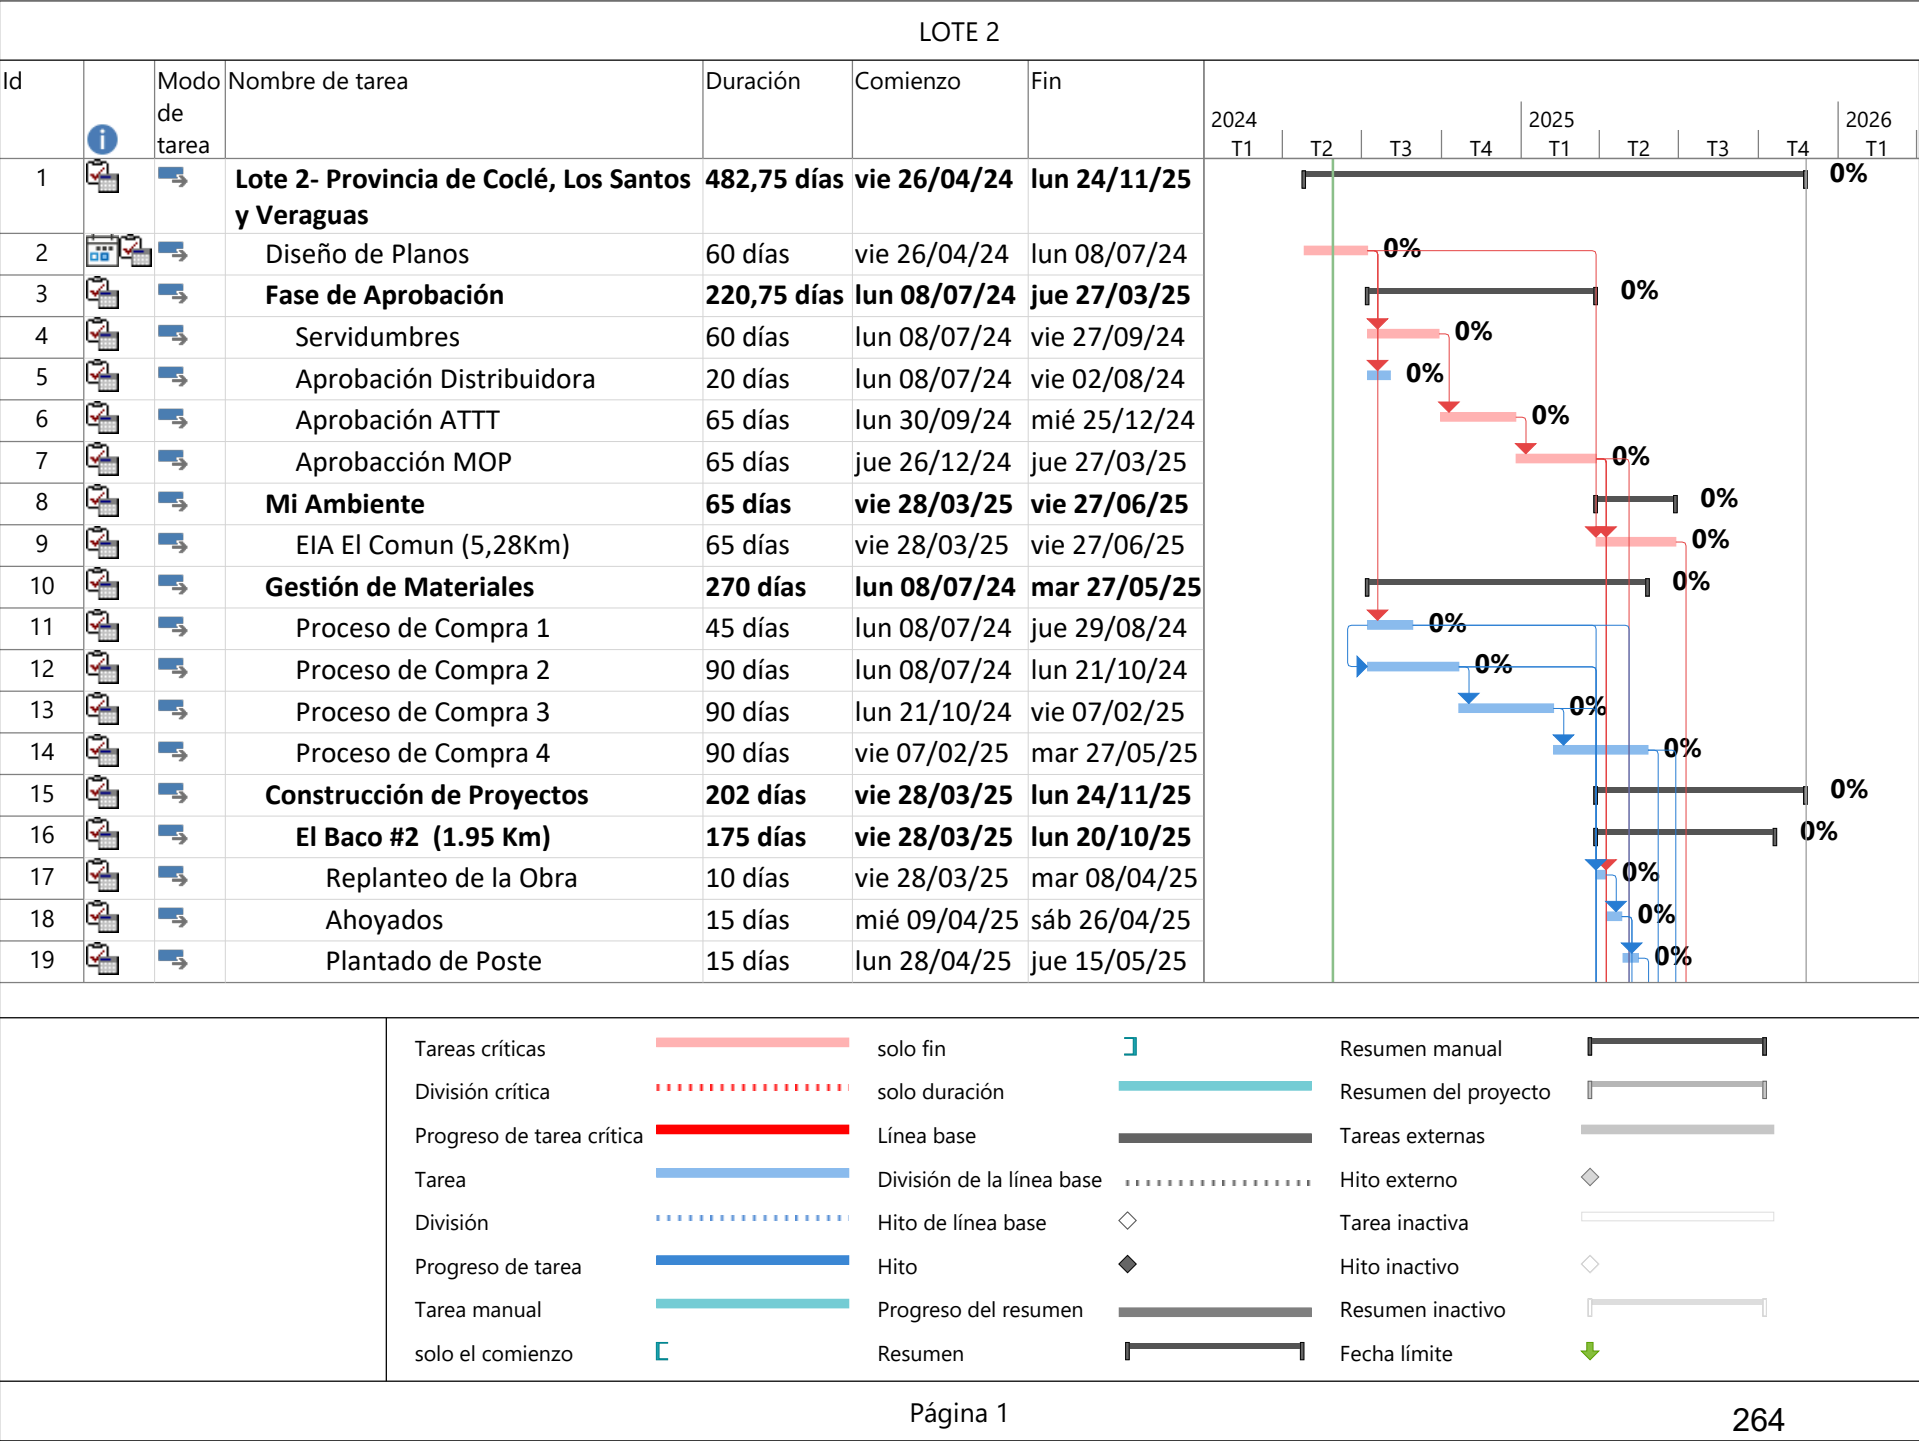 LOTE 2
Id
Modo de tarea
Nombre de tarea
Duración
Comienzo
Fin
2024
2025
2026
T1 T2 T3 T4 T1 T2 T3 T4 T1
1 Lote 2- Provincia de Coclé, Los Santos y Veraguas 482,75 días vie 26/04/24 lun 24/11/25 0%
2 Diseño de Planos 60 días vie 26/04/24 lun 08/07/24 0%
3 Fase de Aprobación 220,75 días lun 08/07/24 jue 27/03/25 0%
4 Servidumbres 60 días lun 08/07/24 vie 27/09/24 0%
5 Aprobación Distribuidora 20 días lun 08/07/24 vie 02/08/24 0%
6 Aprobación ATTT 65 días lun 30/09/24 mié 25/12/24 0%
7 Aprobacción MOP 65 días jue 26/12/24 jue 27/03/25 0%
8 Mi Ambiente 65 días vie 28/03/25 vie 27/06/25 0%
9 EIA El Comun (5,28Km) 65 días vie 28/03/25 vie 27/06/25 0%
10 Gestión de Materiales 270 días lun 08/07/24 mar 27/05/25 0%
11 Proceso de Compra 1 45 días lun 08/07/24 jue 29/08/24 0%
12 Proceso de Compra 2 90 días lun 08/07/24 lun 21/10/24 0%
13 Proceso de Compra 3 90 días lun 21/10/24 vie 07/02/25 0%
14 Proceso de Compra 4 90 días vie 07/02/25 mar 27/05/25 0%
15 Construcción de Proyectos 202 días vie 28/03/25 lun 24/11/25 0%
16 El Baco #2 (1.95 Km) 175 días vie 28/03/25 lun 20/10/25 0%
17 Replanteo de la Obra 10 días vie 28/03/25 mar 08/04/25 0%
18 Ahoyados 15 días mié 09/04/25 sáb 26/04/25 0%
19 Plantado de Poste 15 días lun 28/04/25 jue 15/05/25 0%
Tareas críticas
División crítica
Progreso de tarea crítica
Tarea
División
Progreso de tarea
Tarea manual
solo el comienzo
solo fin
solo duración
Línea base
División de la línea base
Hito de línea base
Hito
Progreso del resumen
Resumen
Resumen manual
Resumen del proyecto
Tareas externas
Hito externo
Tarea inactiva
Hito inactivo
Resumen inactivo
Fecha límite
Página 1
264